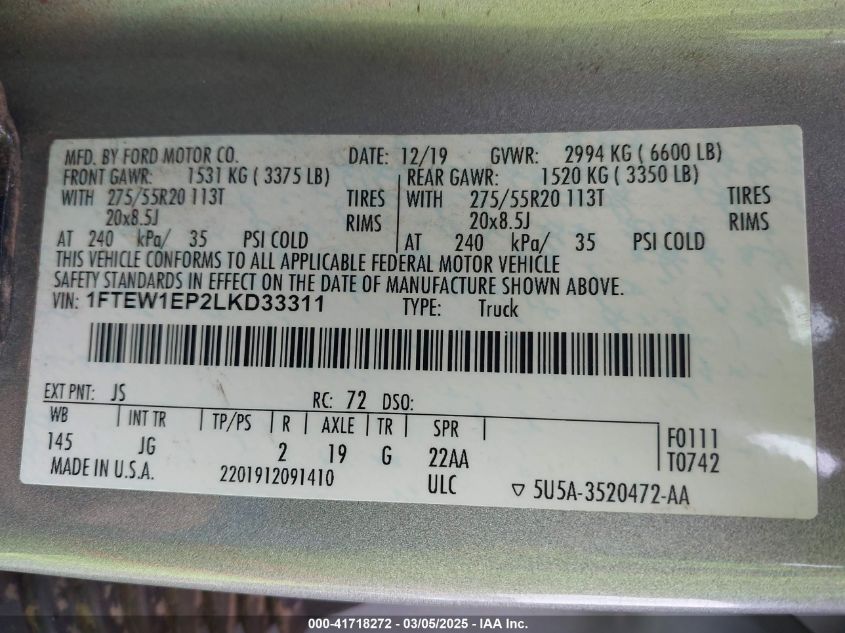 MFD. BY FORD MOTOR CO. DATE: 12/19 GVWR: 2994 KG ( 6600 LB)
FRONT GAWR: 1531 KG ( 3375 LB) REAR GAWR: 1520 KG ( 3350 LB)
WITH 275/55R20 113T TIRES WITH 275/55R20 113T TIRES
20x8.5J RIMS 20x8.5J RIMS
AT 240 kPa/ 35 PSI COLD AT 240 kPa/ 35 PSI COLD
THIS VEHICLE CONFORMS TO ALL APPLICABLE FEDERAL MOTOR VEHICLE
SAFETY STANDARDS IN EFFECT ON THE DATE OF MANUFACTURE SHOWN ABOVE.
VIN: 1FTEW1EP2LKD33311 TYPE: Truck
EXT PNT: JS RC: 72 DSO:
WB INT TR TP/PS R AXLE TR SPR F0111
145 JG 2 19 G 22AA T0742
MADE IN U.S.A. 2201912091410 ULC ▽ 5U5A-3520472-AA
000-41718272 - 03/05/2025 - IAA Inc.